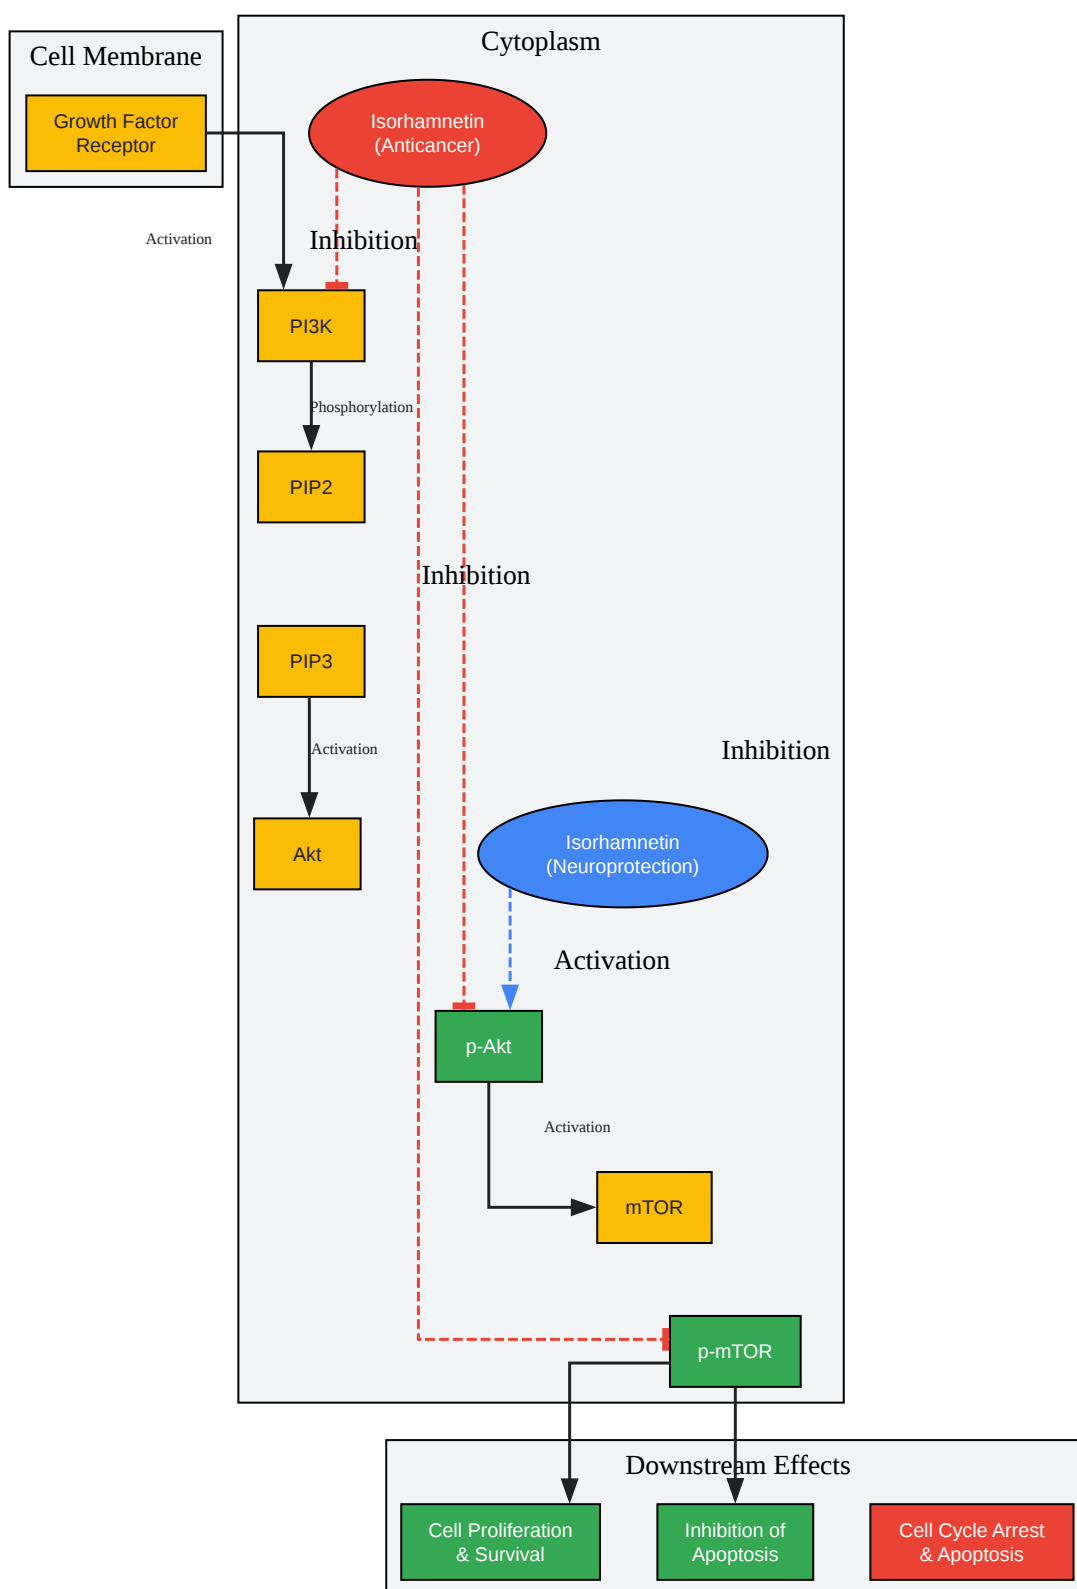 Cytoplasm
Cell Membrane
Growth Factor
Receptor
Isorhamnetin
(Anticancer)
Activation
Inhibition
PI3K
Phosphorylation
PIP2
Inhibition
PIP3
Activation
Inhibition
Akt
Isorhamnetin
(Neuroprotection)
Activation
p-Akt
Activation
mTOR
p-mTOR
Downstream Effects
Cell Proliferation
& Survival
Inhibition of
Apoptosis
Cell Cycle Arrest
& Apoptosis